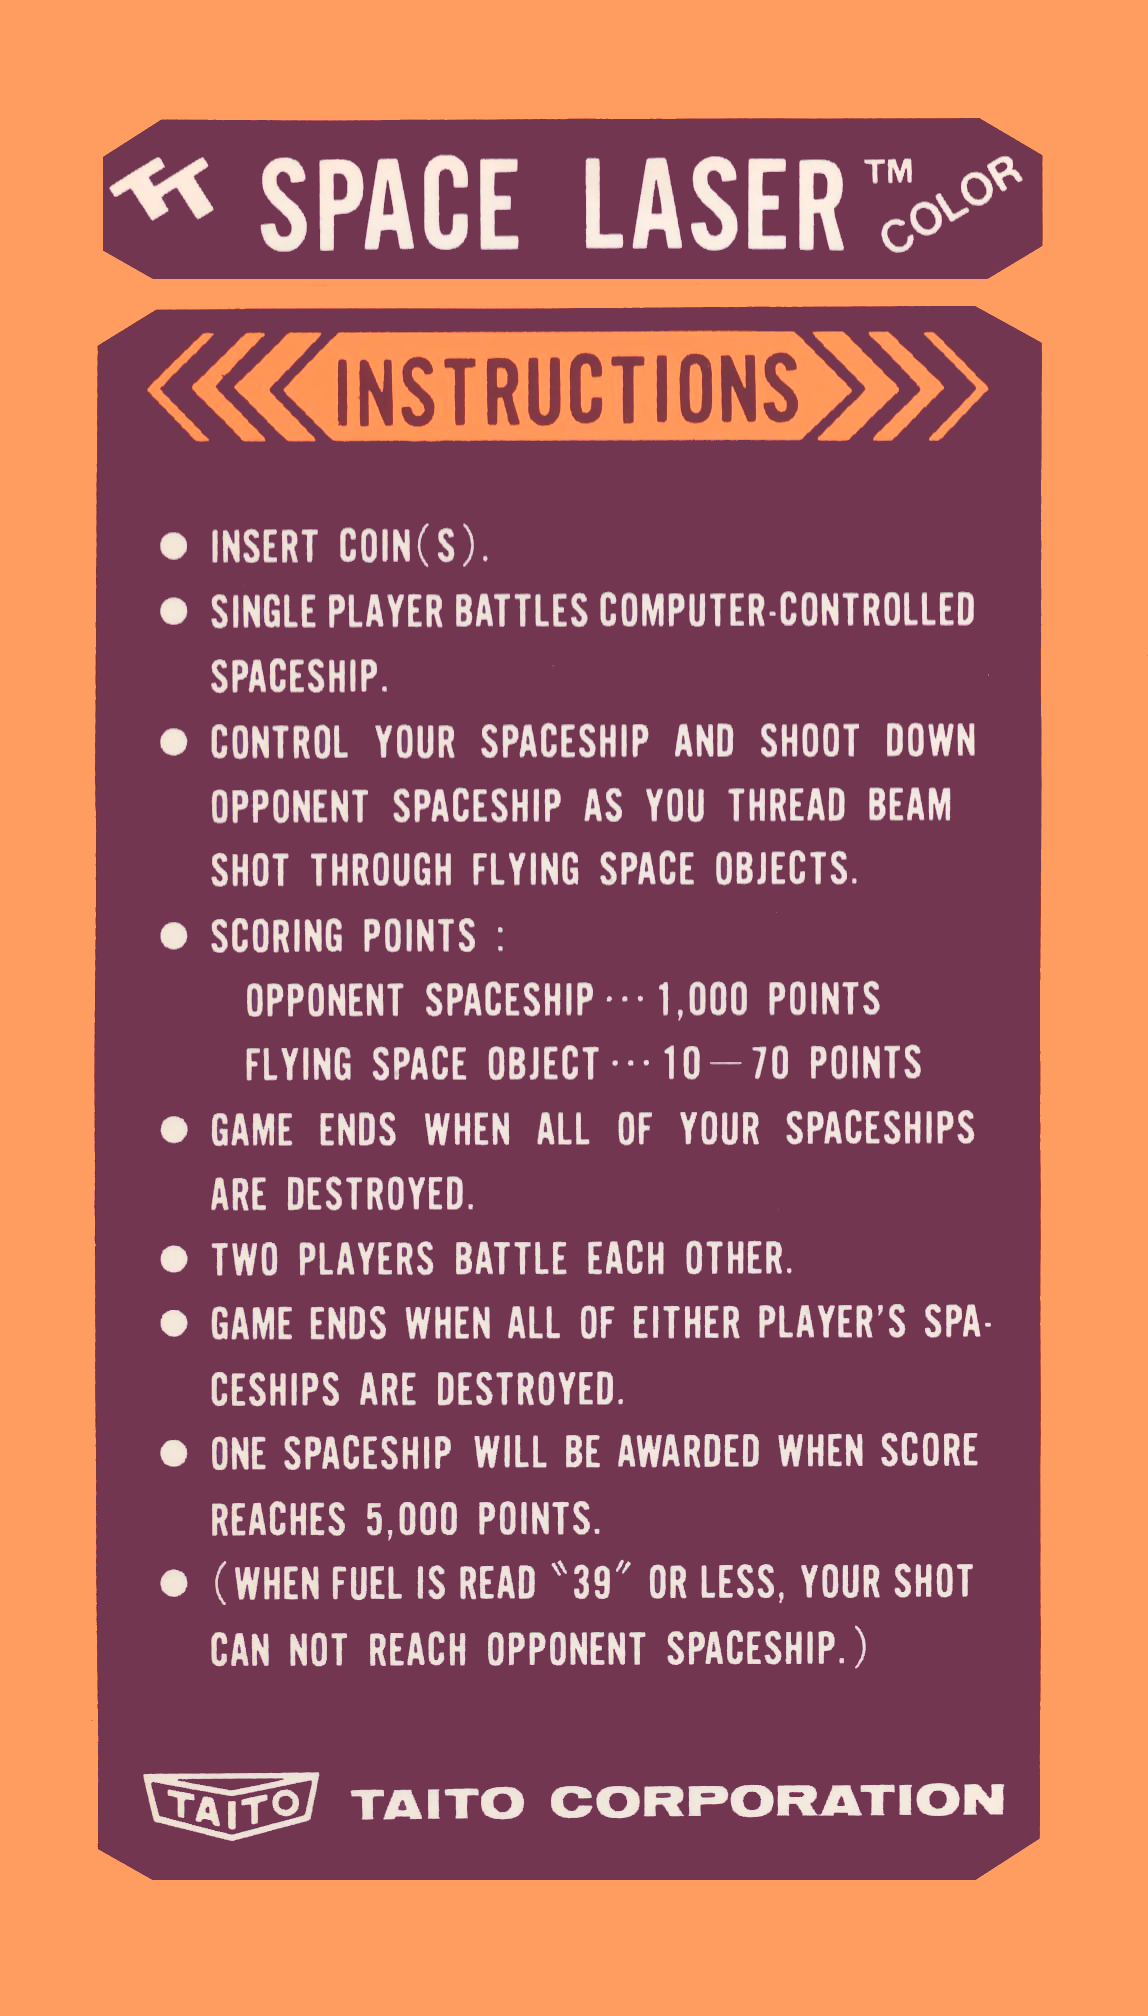 TT SPACE LASER™ COLOR
INSTRUCTIONS
● INSERT COIN(S).
● SINGLE PLAYER BATTLES COMPUTER-CONTROLLED
SPACESHIP.
● CONTROL YOUR SPACESHIP AND SHOOT DOWN
OPPONENT SPACESHIP AS YOU THREAD BEAM
SHOT THROUGH FLYING SPACE OBJECTS.
● SCORING POINTS :
OPPONENT SPACESHIP ··· 1,000 POINTS
FLYING SPACE OBJECT ··· 10 — 70 POINTS
● GAME ENDS WHEN ALL OF YOUR SPACESHIPS
ARE DESTROYED.
● TWO PLAYERS BATTLE EACH OTHER.
● GAME ENDS WHEN ALL OF EITHER PLAYER'S SPA-
CESHIPS ARE DESTROYED.
● ONE SPACESHIP WILL BE AWARDED WHEN SCORE
REACHES 5,000 POINTS.
● (WHEN FUEL IS READ "39" OR LESS, YOUR SHOT
CAN NOT REACH OPPONENT SPACESHIP.)
TAITO TAITO CORPORATION